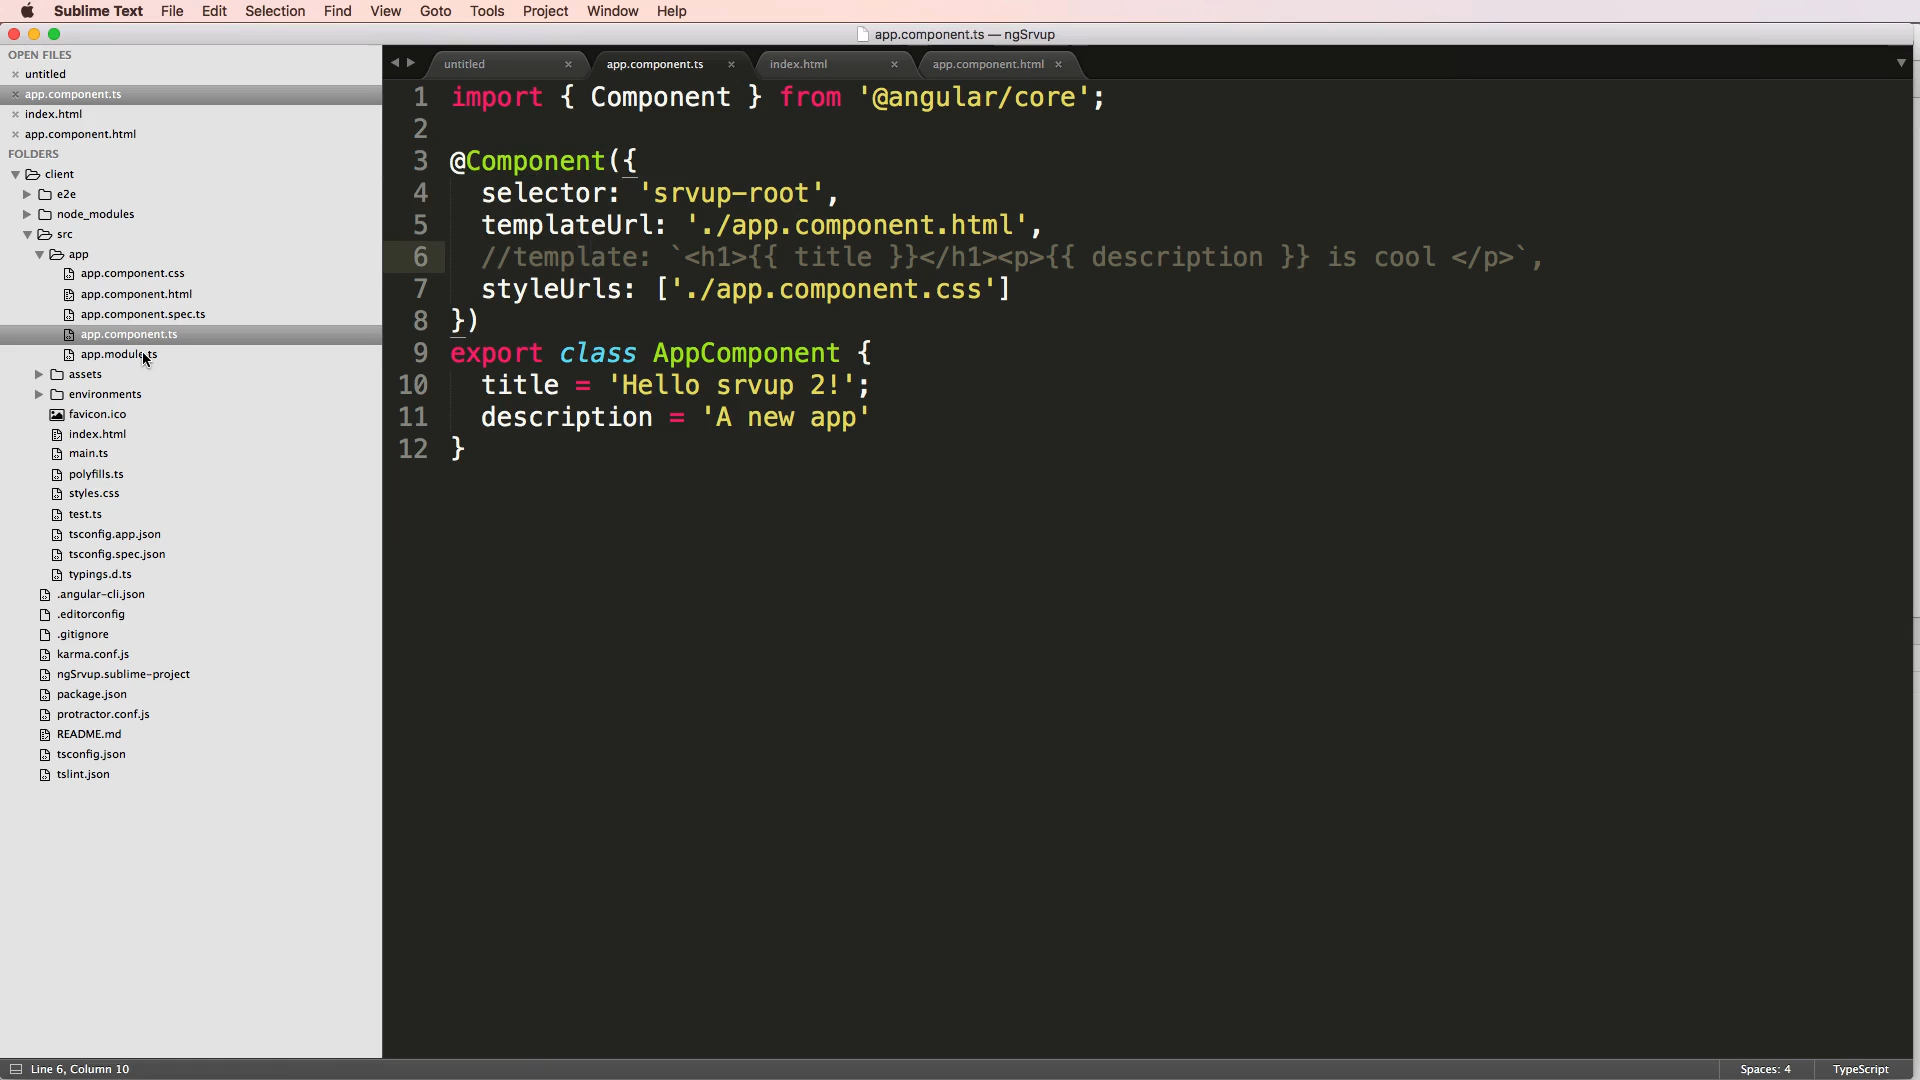 Sublime Text File Edit Selection Find View Goto Tools Project Window Help
app.component.ts — ngSrvup
OPEN FILES
untitled
app.component.ts
index.html
app.component.html
FOLDERS
client
e2e
node_modules
src
app
app.component.css
app.component.html
app.component.spec.ts
app.component.ts
app.module.ts
assets
environments
favicon.ico
index.html
main.ts
polyfills.ts
styles.css
test.ts
tsconfig.app.json
tsconfig.spec.json
typings.d.ts
.angular-cli.json
.editorconfig
.gitignore
karma.conf.js
ngSrvup.sublime-project
package.json
protractor.conf.js
README.md
tsconfig.json
tslint.json
untitled app.component.ts index.html app.component.html
1 import { Component } from '@angular/core';
2
3 @Component({
4 selector: 'srvup-root',
5 templateUrl: './app.component.html',
6 //template: `<h1>{{ title }}</h1><p>{{ description }} is cool </p>`,
7 styleUrls: ['./app.component.css']
8 })
9 export class AppComponent {
10 title = 'Hello srvup 2!';
11 description = 'A new app'
12 }
Line 6, Column 10 Spaces: 4 TypeScript